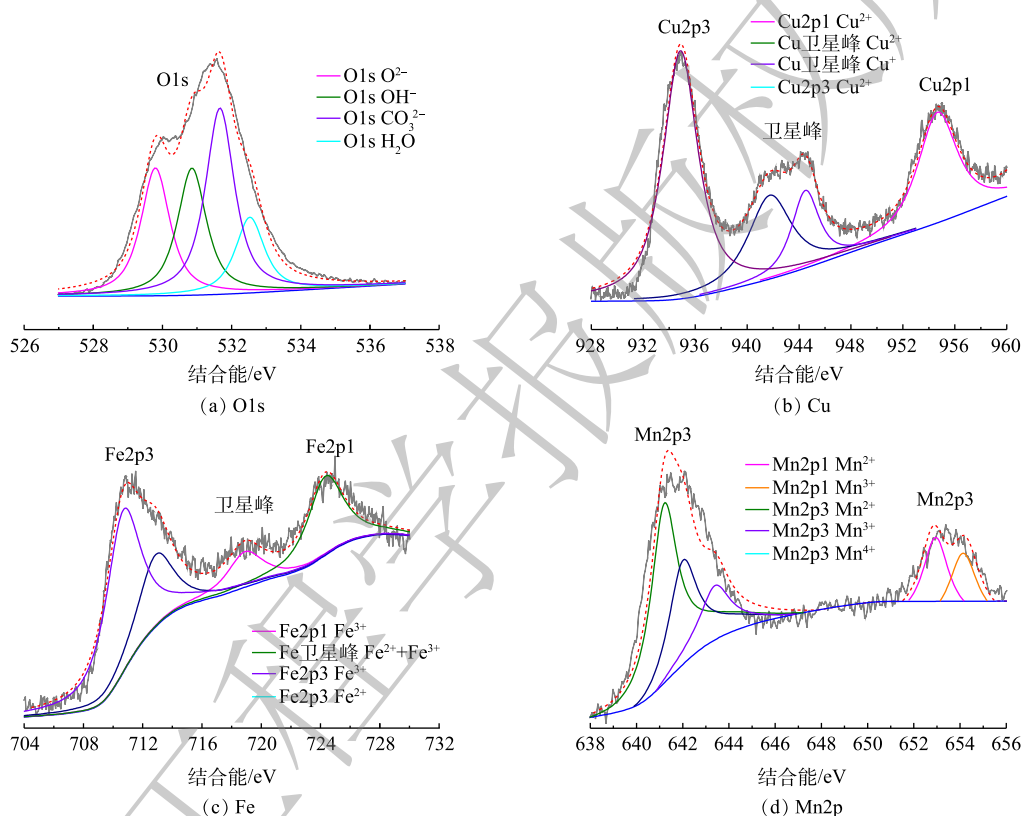 O1s
O1s O²⁻
O1s OH⁻
O1s CO₃²⁻
O1s H₂O
526 528 530 532 534 536 538
结合能/eV
(a) O1s
Cu2p3
Cu2p1 Cu²⁺
Cu卫星峰 Cu²⁺
Cu卫星峰 Cu⁺
Cu2p3 Cu²⁺
Cu2p1
卫星峰
928 932 936 940 944 948 952 956 960
结合能/eV
(b) Cu
Fe2p3
Fe2p1
卫星峰
Fe2p1 Fe³⁺
Fe卫星峰 Fe²⁺+Fe³⁺
Fe2p3 Fe³⁺
Fe2p3 Fe²⁺
704 708 712 716 720 724 728 732
结合能/eV
(c) Fe
Mn2p3
Mn2p1 Mn²⁺
Mn2p1 Mn³⁺
Mn2p3 Mn²⁺
Mn2p3 Mn³⁺
Mn2p3 Mn⁴⁺
Mn2p3
638 640 642 644 646 648 650 652 654 656
结合能/eV
(d) Mn2p
工程学报版权